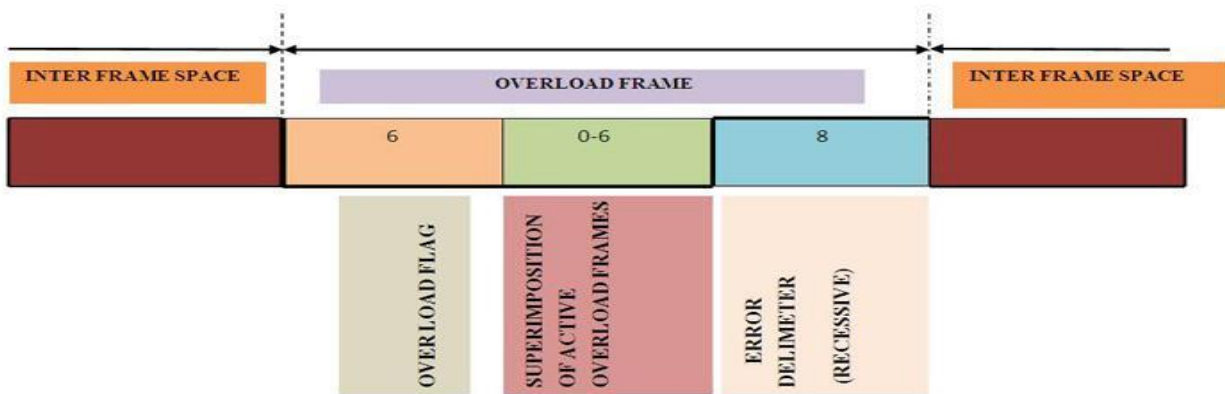 INTER FRAME SPACE
OVERLOAD FRAME
INTER FRAME SPACE
6
0-6
8
OVERLOAD FLAG
SUPERIMPOSITION
OF ACTIVE
OVERLOAD FRAMES
ERROR
DELIMETER
(RECESSIVE)